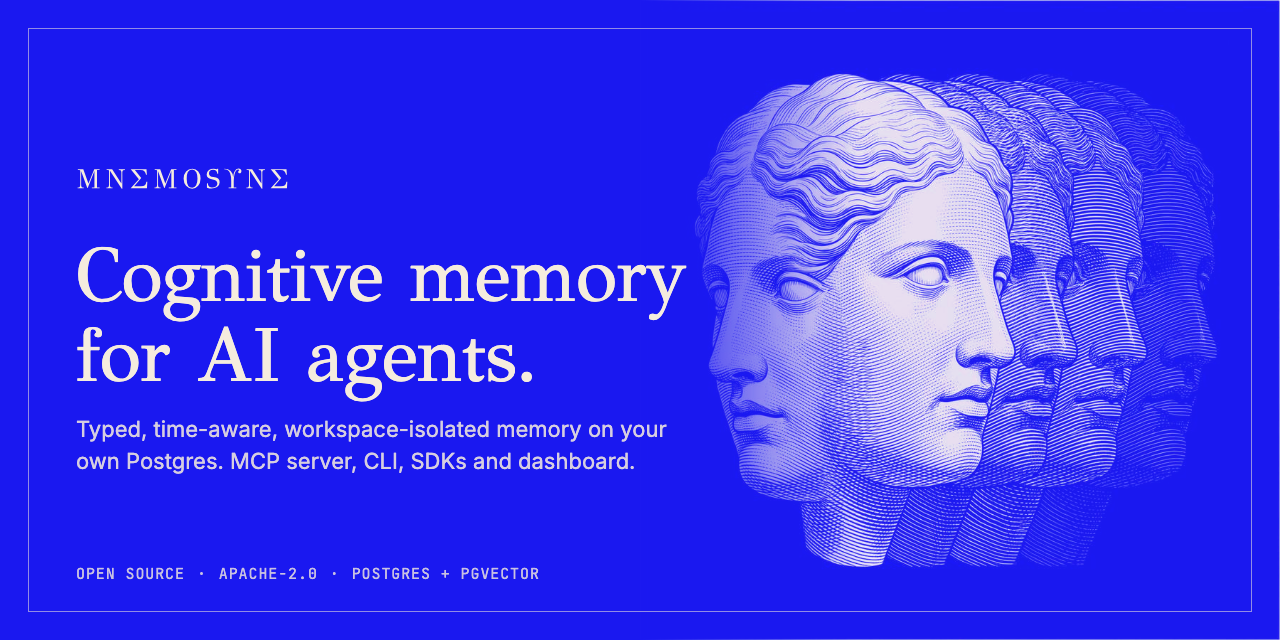 MNΣMOSϒNΣ
Cognitive memory
for AI agents.
Typed, time-aware, workspace-isolated memory on your
own Postgres. MCP server, CLI, SDKs and dashboard.
OPEN SOURCE · APACHE-2.0 · POSTGRES + PGVECTOR